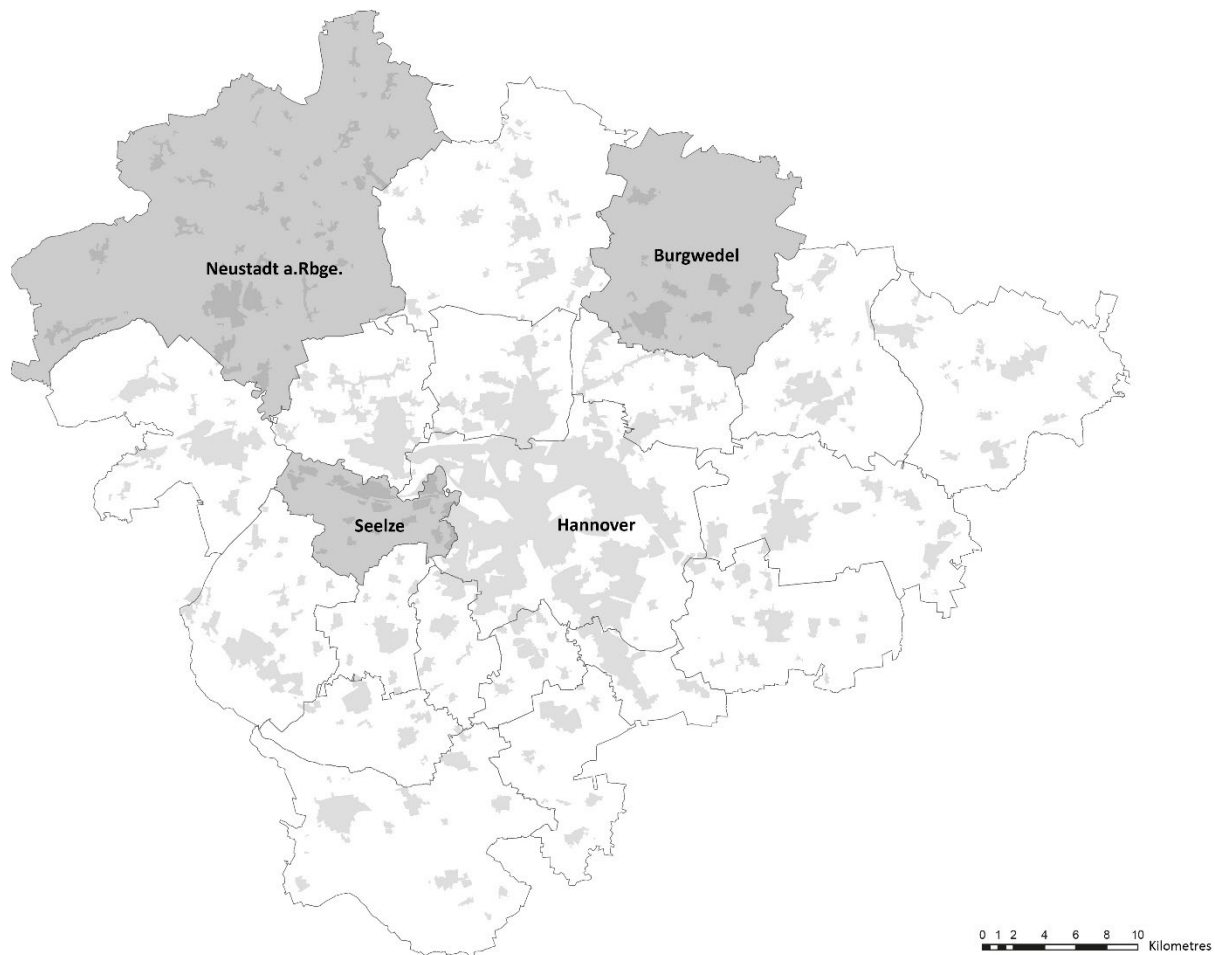 Neustadt a.Rbge.
Burgwedel
Seelze
Hannover
0 1 2 4 6 8 10
Kilometres